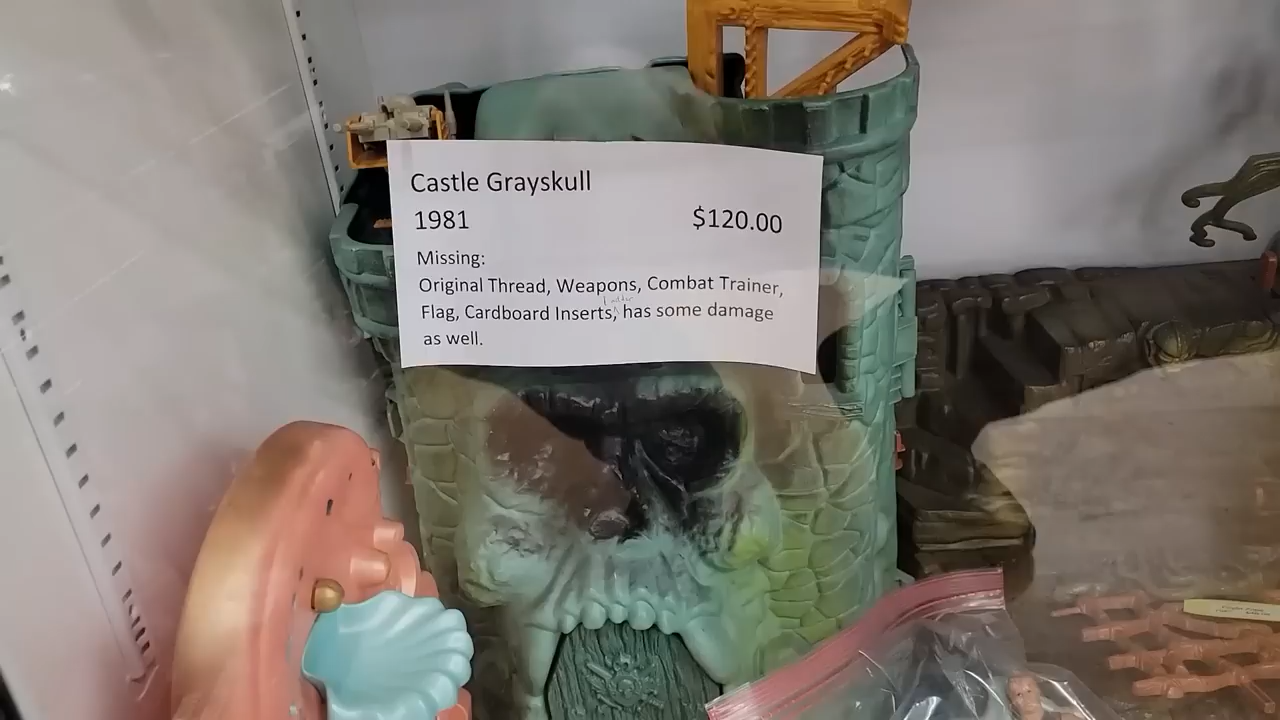 Castle Grayskull
1981 $120.00
Missing:
Original Thread, Weapons, Combat Trainer,
Ladder
Flag, Cardboard Inserts, has some damage
as well.